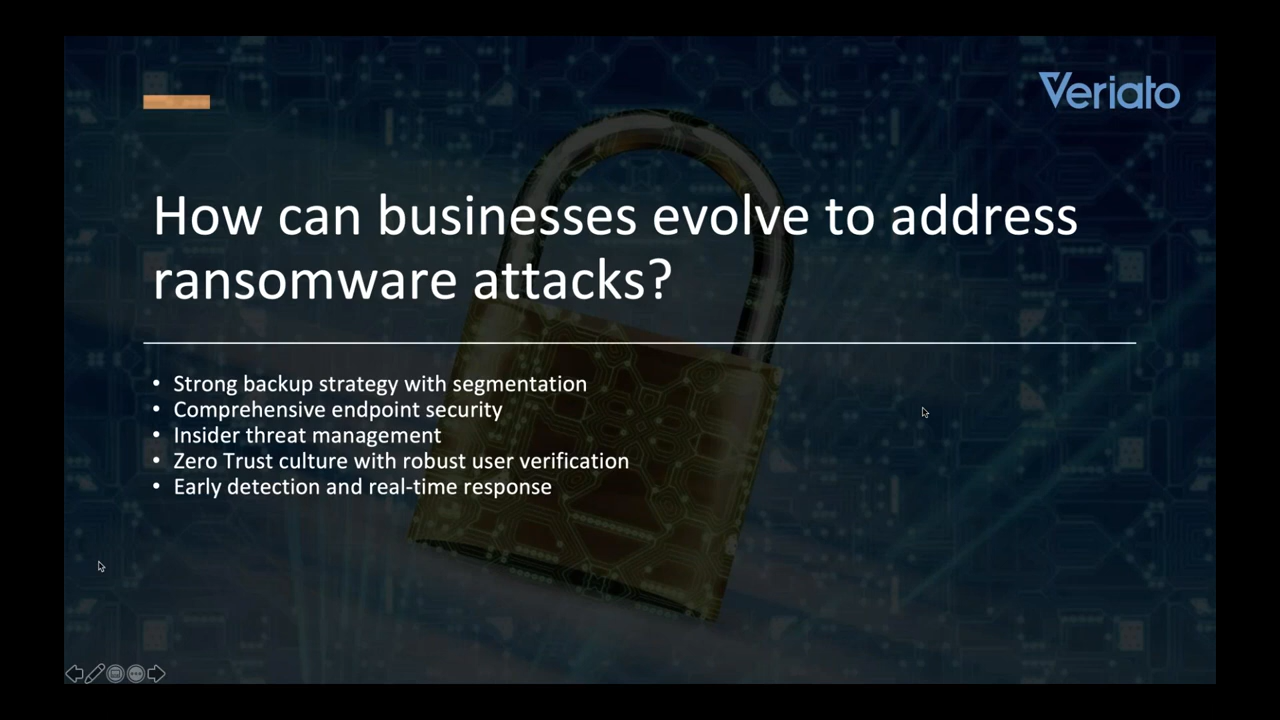 Veriato
How can businesses evolve to address
ransomware attacks?
• Strong backup strategy with segmentation
• Comprehensive endpoint security
• Insider threat management
• Zero Trust culture with robust user verification
• Early detection and real-time response